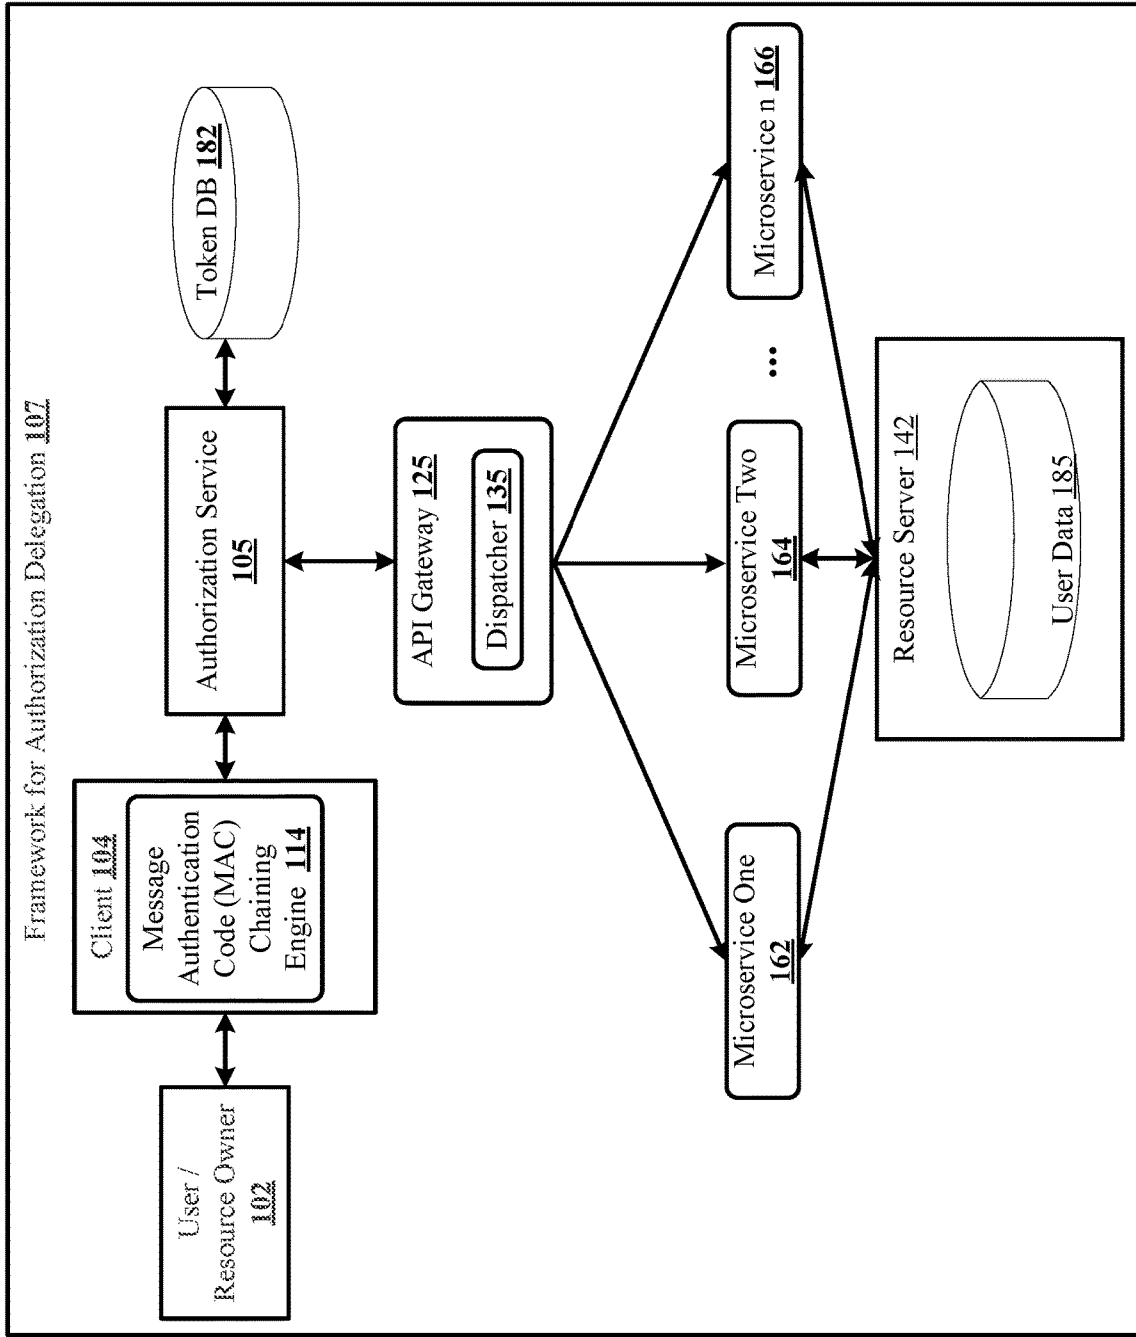 Framework for Authorization Delegation 107
User /
Resource Owner
102
Client 104
Message
Authentication
Code (MAC)
Chaining
Engine 114
Authorization Service
105
Token DB 182
API Gateway 125
Dispatcher 135
Microservice One
162
Microservice Two
164
...
Microservice n 166
Resource Server 142
User Data 185